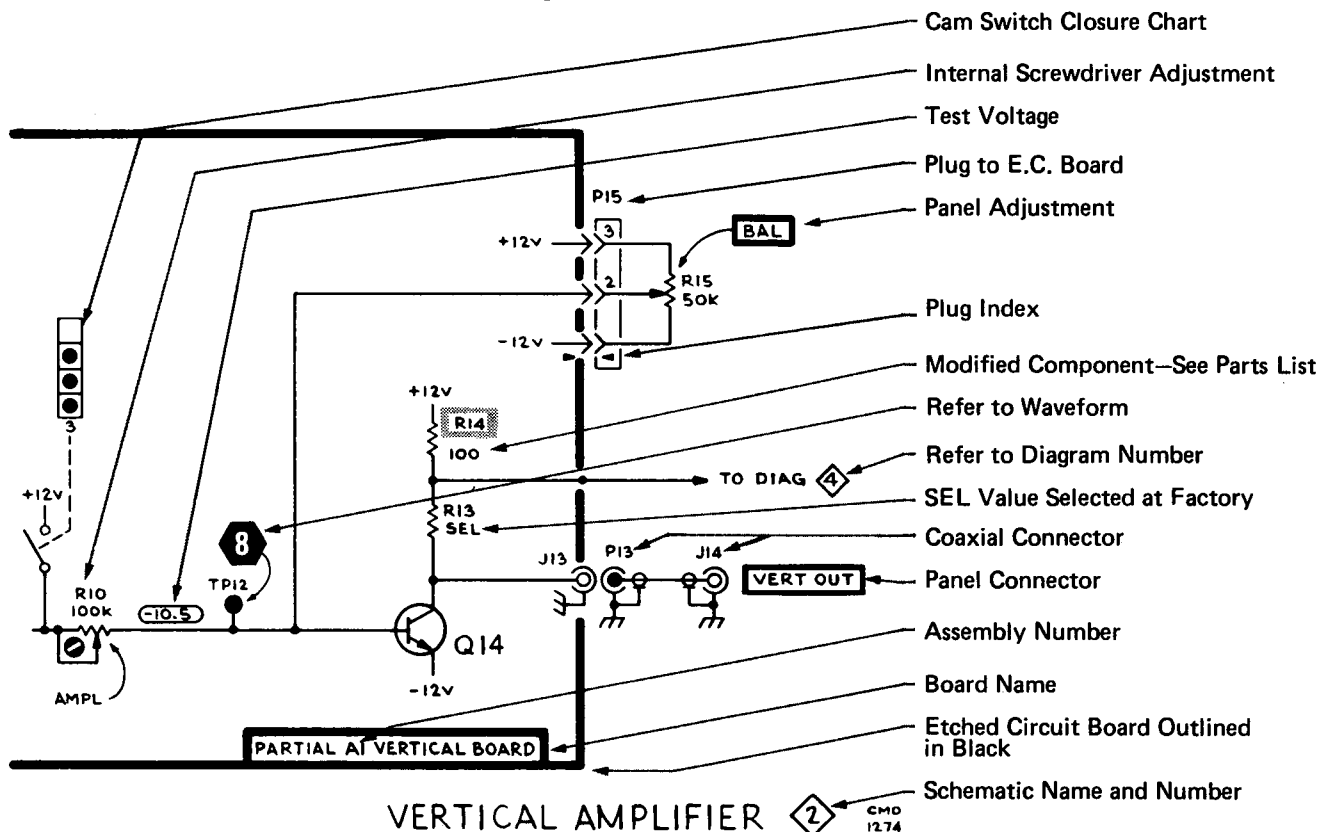 Cam Switch Closure Chart
Internal Screwdriver Adjustment
Test Voltage
Plug to E.C. Board
Panel Adjustment
Plug Index
Modified Component—See Parts List
Refer to Waveform
Refer to Diagram Number
SEL Value Selected at Factory
Coaxial Connector
Panel Connector
Assembly Number
Board Name
Etched Circuit Board Outlined
in Black
Schematic Name and Number
P15
+12V
3
BAL
2
R15
50K
-12V
+12V
R14
100
3
TO DIAG 4
R13
SEL
+12V
8
J13
P13
J14
VERT OUT
R10
100K
-10.5
TP12
Q14
AMPL
-12V
PARTIAL A1 VERTICAL BOARD
VERTICAL AMPLIFIER 2
CMD
1274